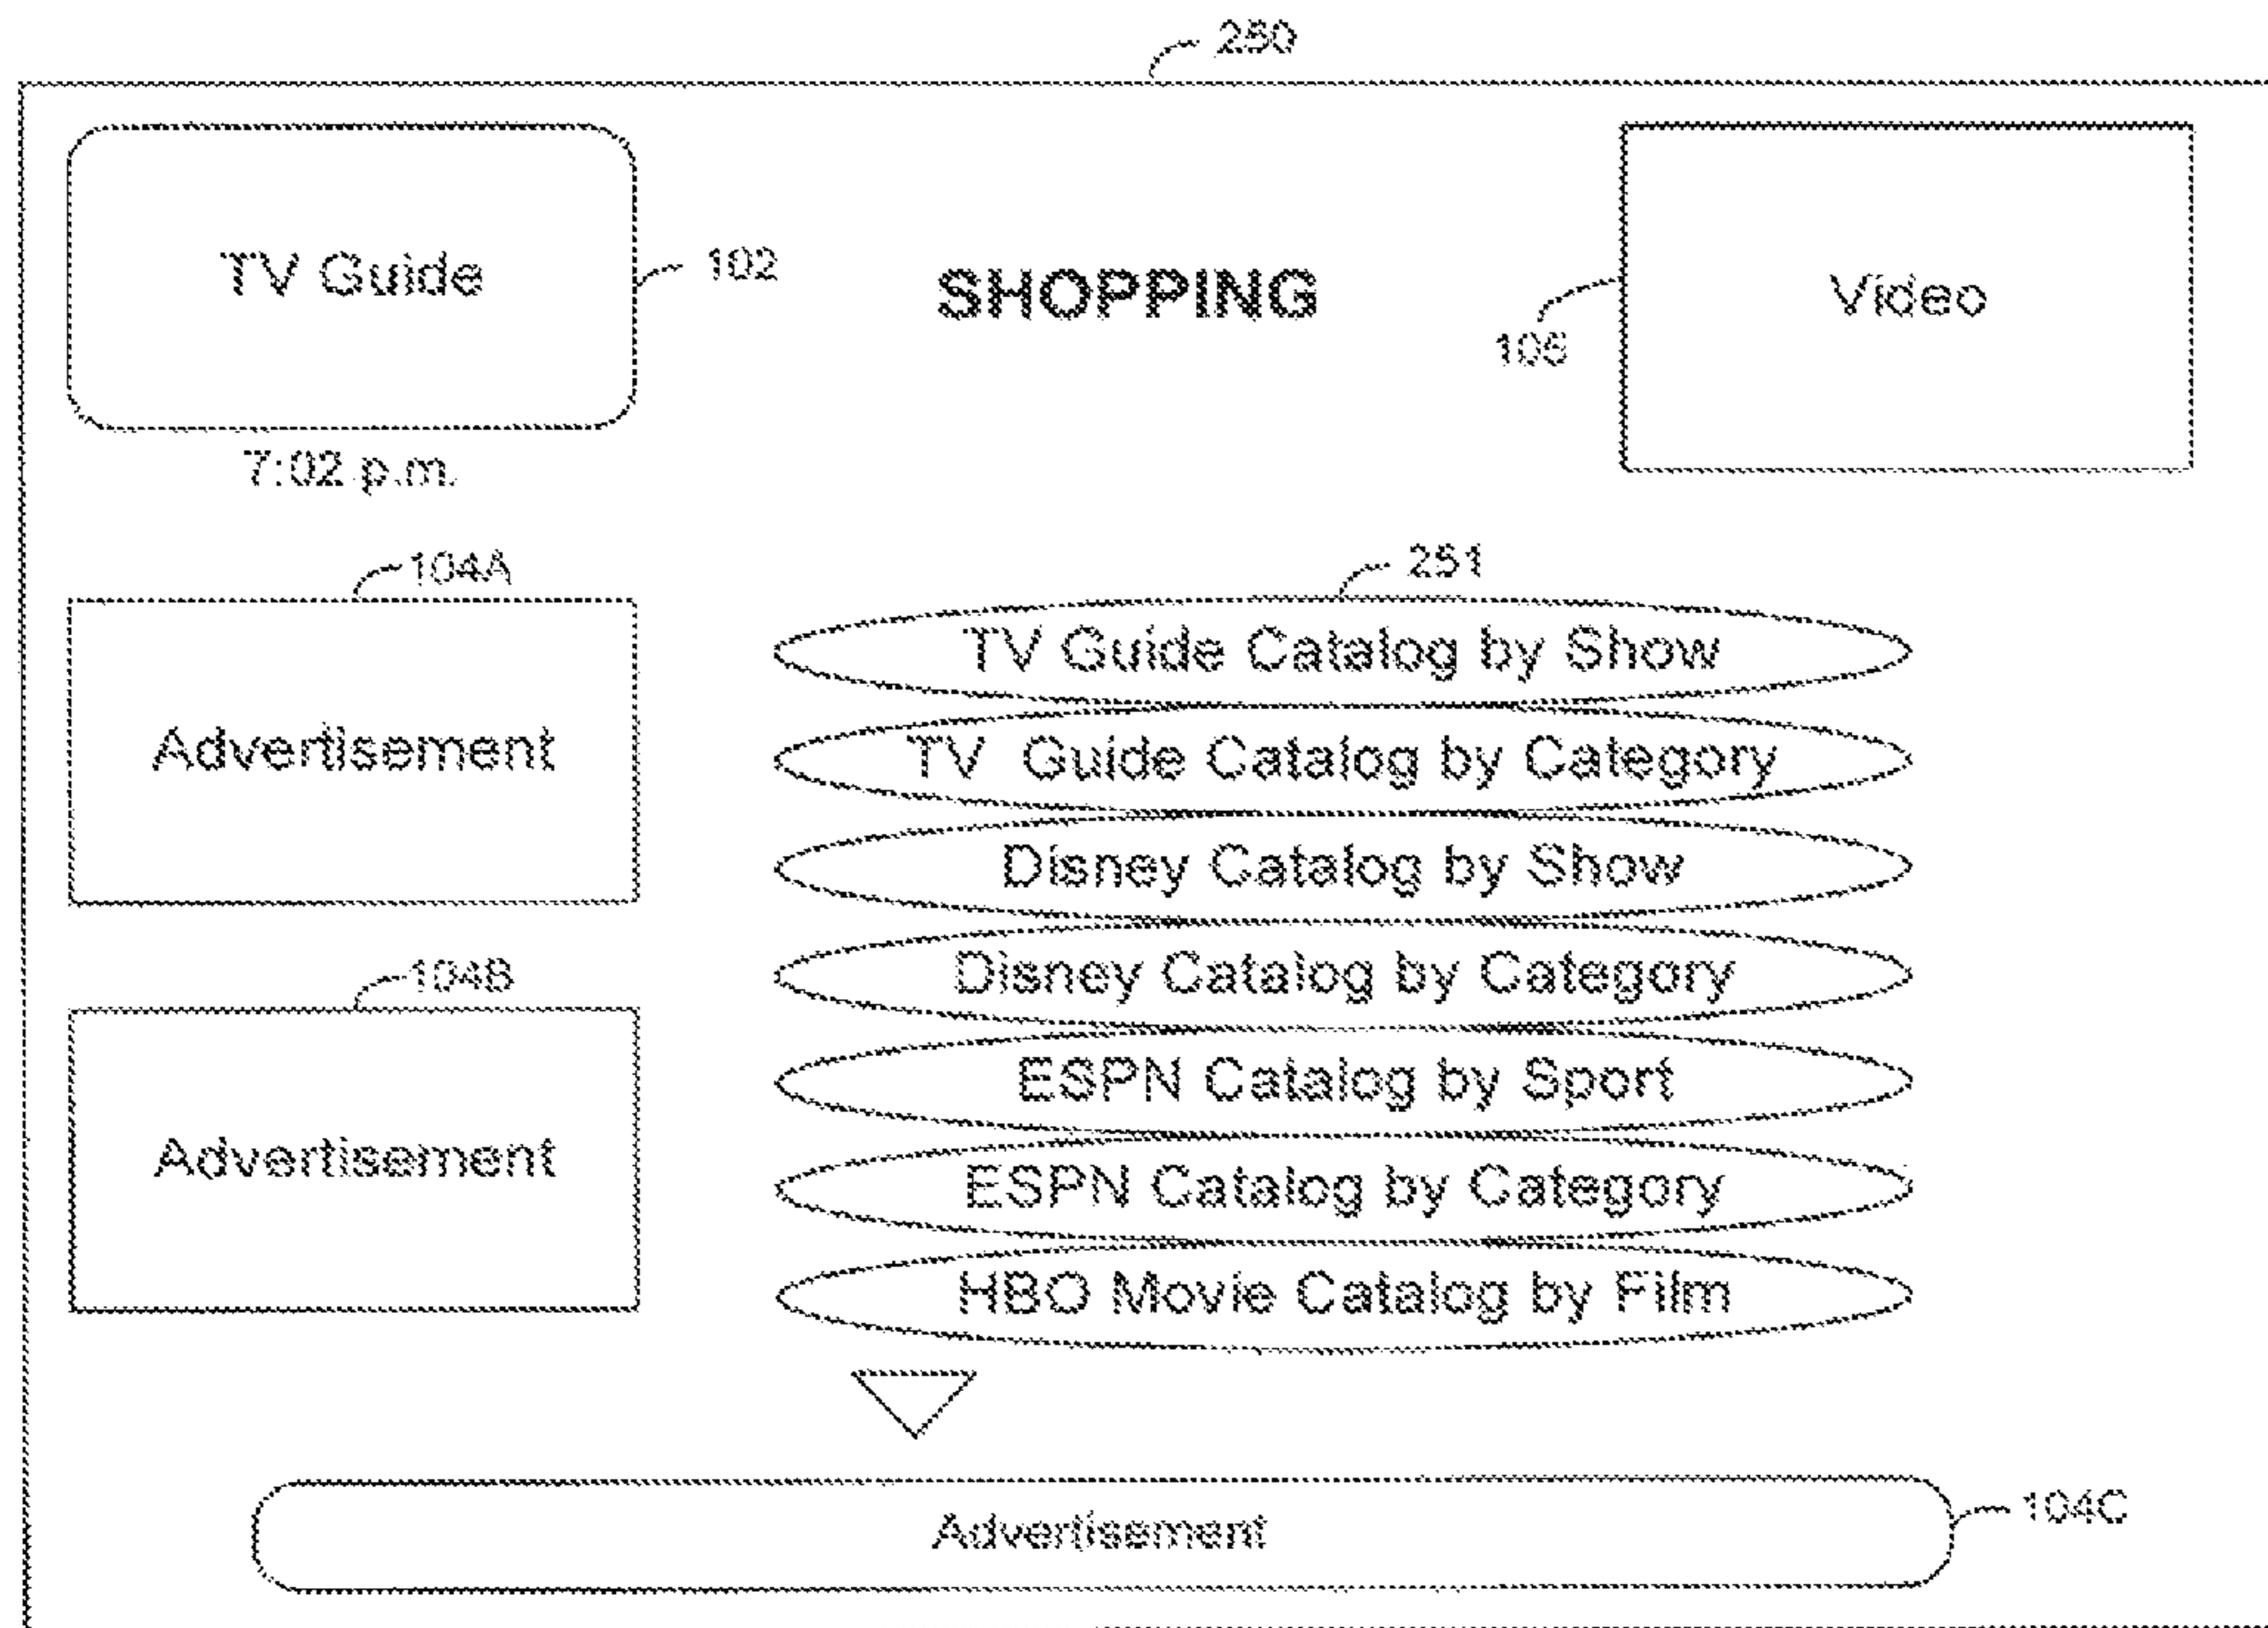 250
TV Guide
102
SHOPPING
106
Video
7:02 p.m.
104A
Advertisement
251
TV Guide Catalog by Show
TV Guide Catalog by Category
Disney Catalog by Show
Disney Catalog by Category
104B
Advertisement
ESPN Catalog by Sport
ESPN Catalog by Category
HBO Movie Catalog by Film
Advertisement
104C